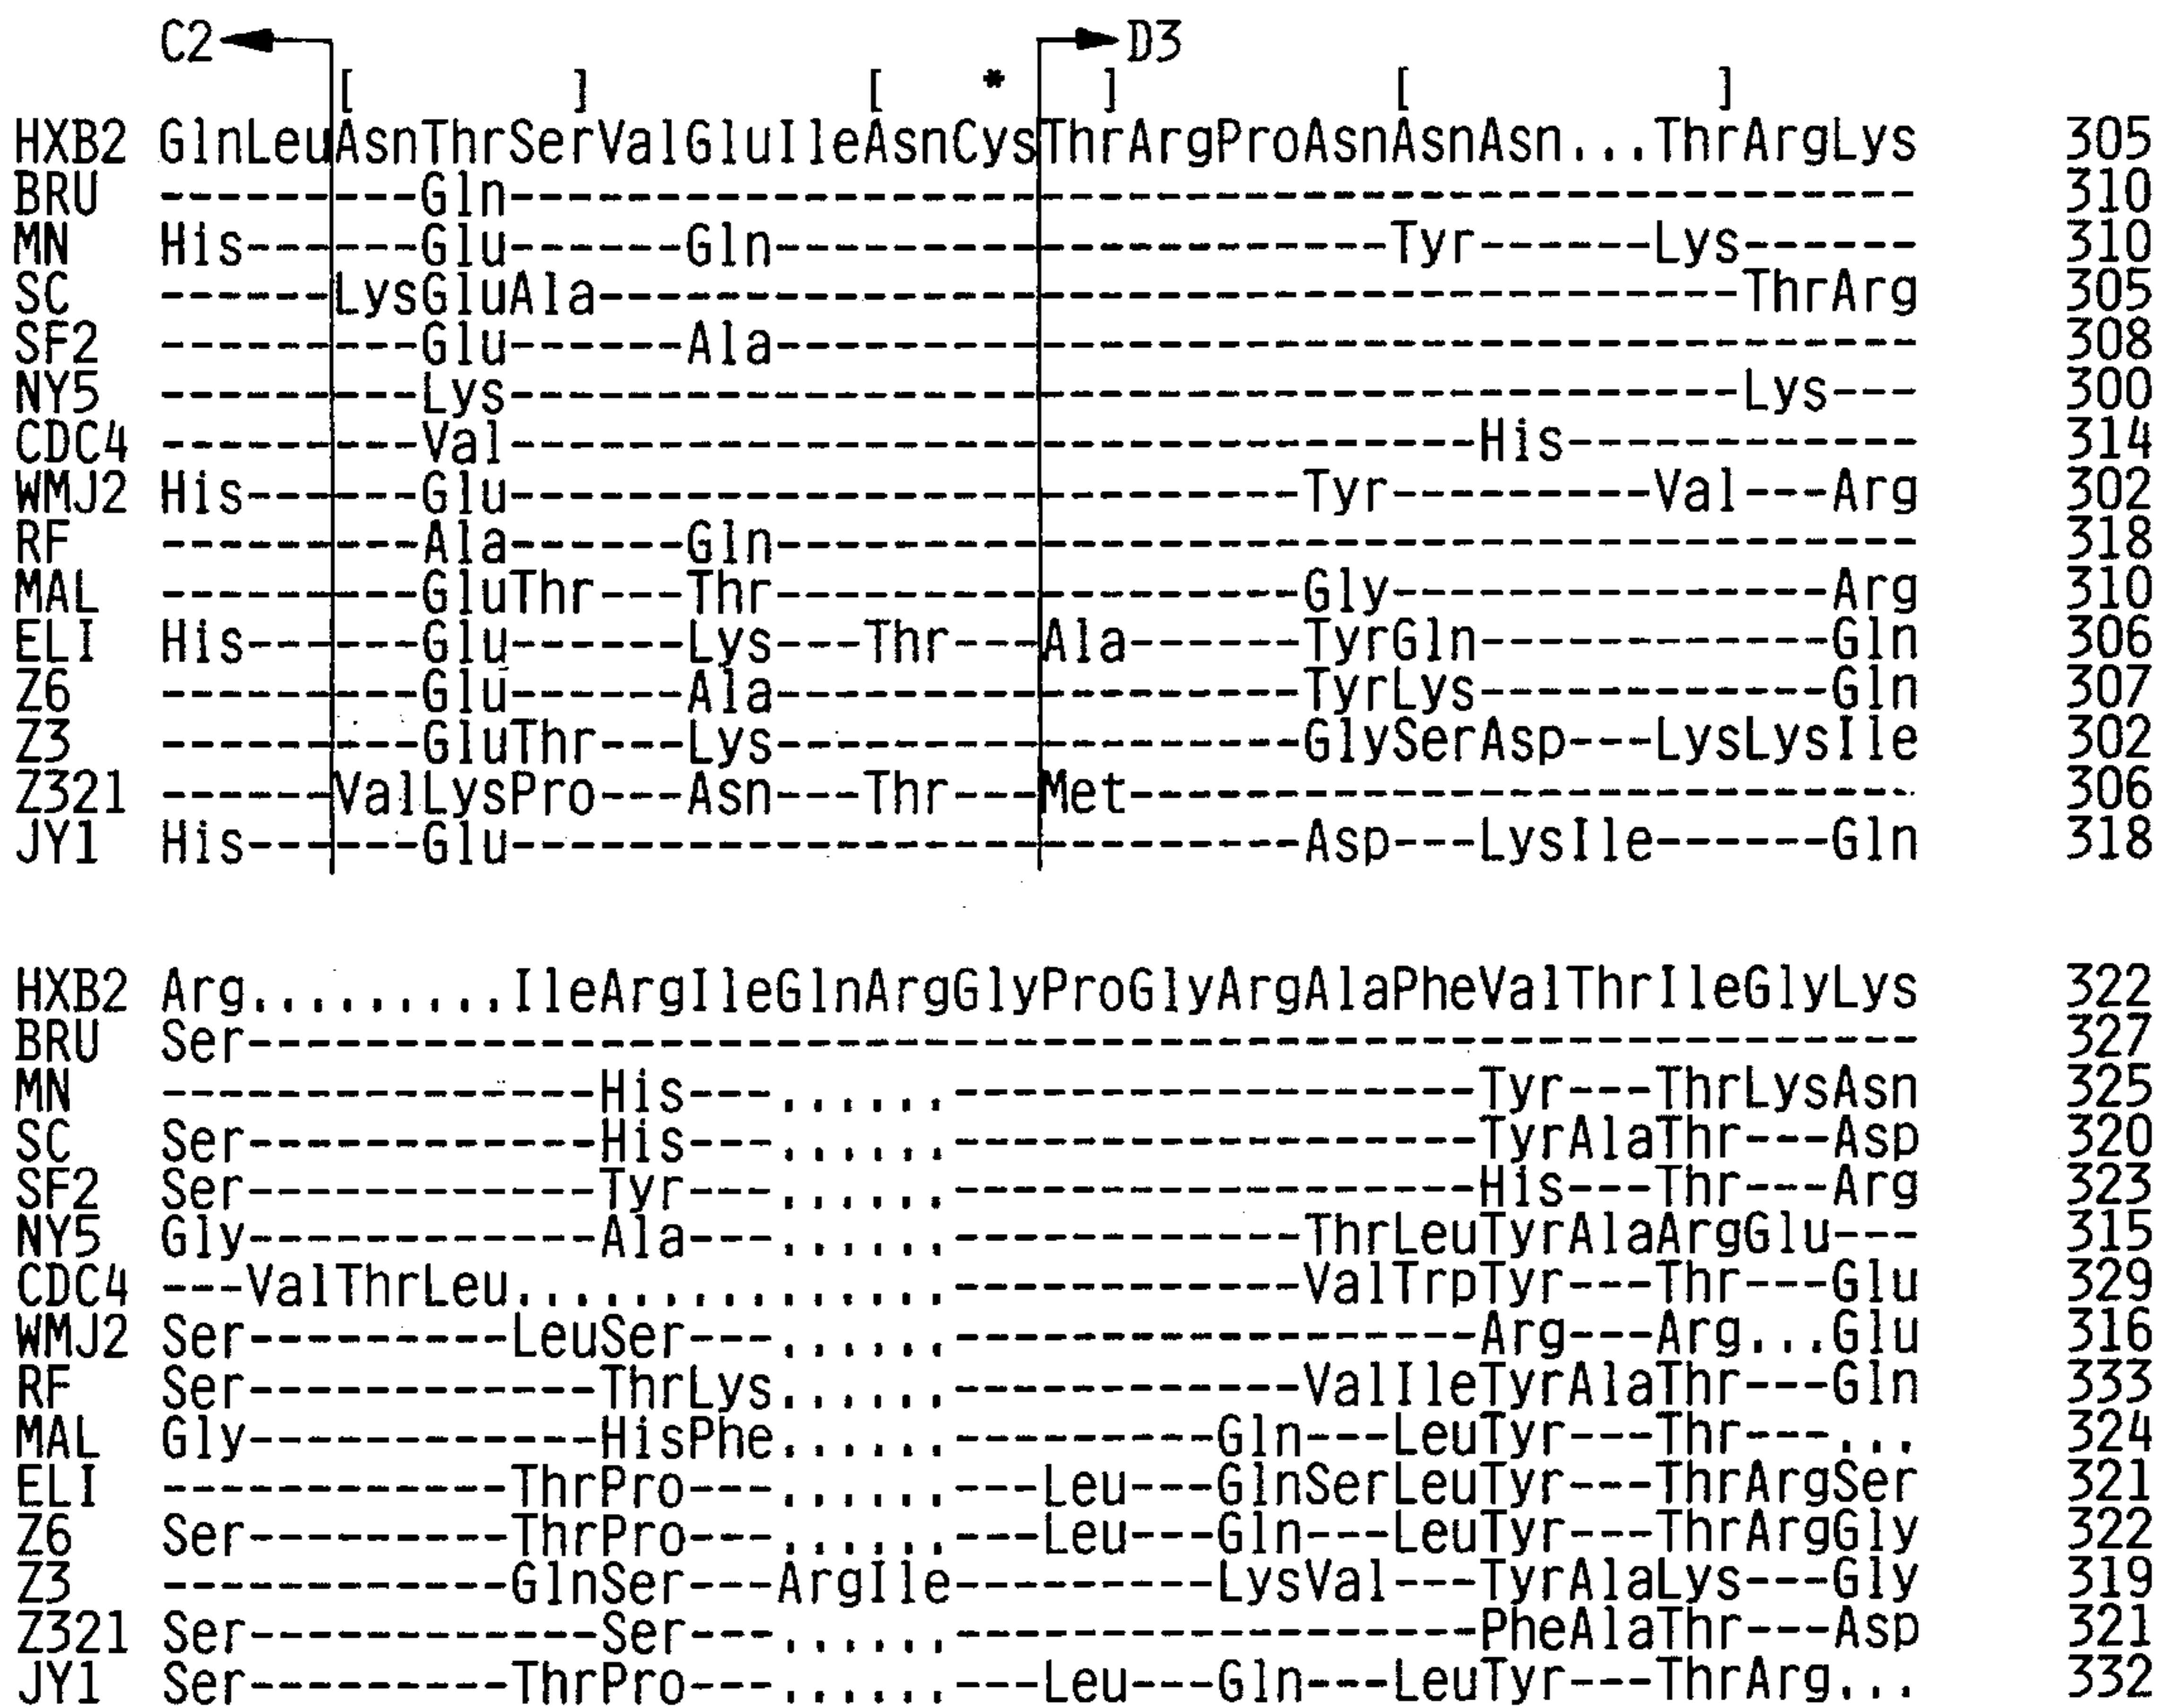 C2 D3
[ ] [ * ] [ ]
HXB2 GlnLeuAsnThrSerValGluIleAsnCysThrArgProAsnAsnAsn...ThrArgLys 305
BRU ---------Gln------------------------------------------------ 310
MN His------Glu------Gln---------------------Tyr------Lys------ 310
SC ------LysGluAla---------------------------------------ThrArg 305
SF2 ---------Glu------Ala--------------------------------------- 308
NY5 ---------Lys------------------------------------------Lys--- 300
CDC4 ---------Val---------------------------------His------------ 314
WMJ2 His------Glu---------------------------Tyr---------Val---Arg 302
RF ---------Ala------Gln--------------------------------------- 318
MAL ---------GluThr---Thr------------------Gly---------------Arg 310
ELI His------Glu------Lys---Thr---Ala------TyrGln------------Gln 306
Z6 ---------Glu------Ala------------------TyrLys------------Gln 307
Z3 ---------GluThr---Lys------------------GlySerAsp---LysLysIle 302
Z321 ------ValLysPro---Asn---Thr---Met--------------------------- 306
JY1 His------Glu---------------------------Asp---LysIle------Gln 318
HXB2 Arg.........IleArgIleGlnArgGlyProGlyArgAlaPheValThrIleGlyLys 322
BRU Ser--------------------------------------------------------- 327
MN ---------------His---......------------------Tyr---ThrLysAsn 325
SC Ser------------His---......------------------TyrAlaThr---Asp 320
SF2 Ser------------Tyr---......------------------His---Thr---Arg 323
NY5 Gly------------Ala---......------------ThrLeuTyrAlaArgGlu--- 315
CDC4 ---ValThrLeu...............------------ValTrpTyr---Thr---Glu 329
WMJ2 Ser---------LeuSer---......------------------Arg---Arg...Glu 316
RF Ser------------ThrLys......------------ValIleTyrAlaThr---Gln 333
MAL Gly------------HisPhe......---------Gln---LeuTyr---Thr---... 324
ELI ------------ThrPro---......---Leu---GlnSerLeuTyr---ThrArgSer 321
Z6 Ser---------ThrPro---......---Leu---Gln---LeuTyr---ThrArgGly 322
Z3 ------------GlnSer---ArgIle---------LysVal---TyrAlaLys---Gly 319
Z321 Ser------------Ser---......------------------PheAlaThr---Asp 321
JY1 Ser---------ThrPro---......---Leu---Gln---LeuTyr---ThrArg... 332